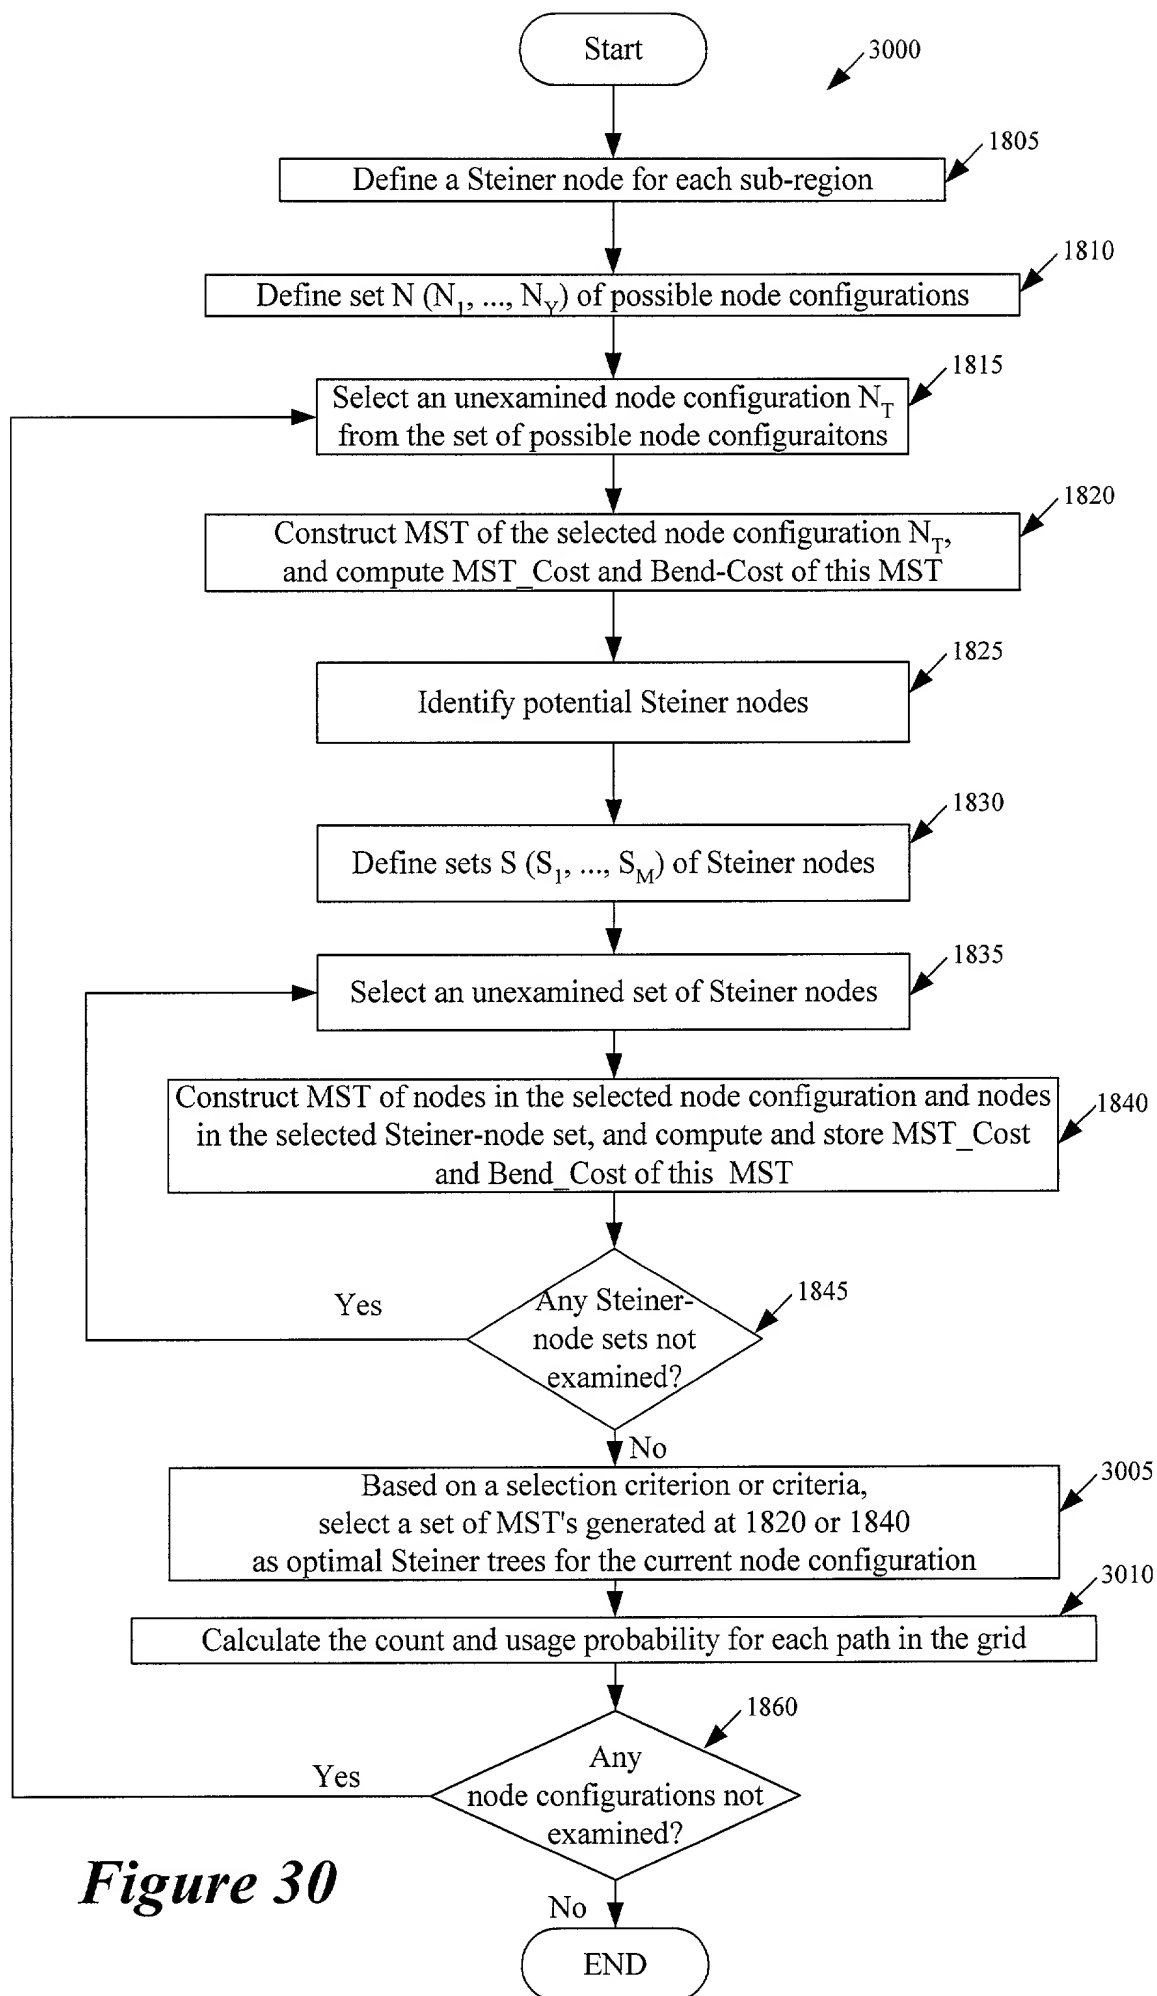 Start
3000
1805
Define a Steiner node for each sub-region
1810
Define set N (N1, ..., NY) of possible node configurations
1815
Select an unexamined node configuration NT
from the set of possible node configuraitons
1820
Construct MST of the selected node configuration NT,
and compute MST_Cost and Bend-Cost of this MST
1825
Identify potential Steiner nodes
1830
Define sets S (S1, ..., SM) of Steiner nodes
1835
Select an unexamined set of Steiner nodes
1840
Construct MST of nodes in the selected node configuration and nodes
in the selected Steiner-node set, and compute and store MST_Cost
and Bend_Cost of this MST
1845
Yes
Any Steiner-
node sets not
examined?
No
3005
Based on a selection criterion or criteria,
select a set of MST's generated at 1820 or 1840
as optimal Steiner trees for the current node configuration
3010
Calculate the count and usage probability for each path in the grid
1860
Yes
Any
node configurations not
examined?
Figure 30
No
END